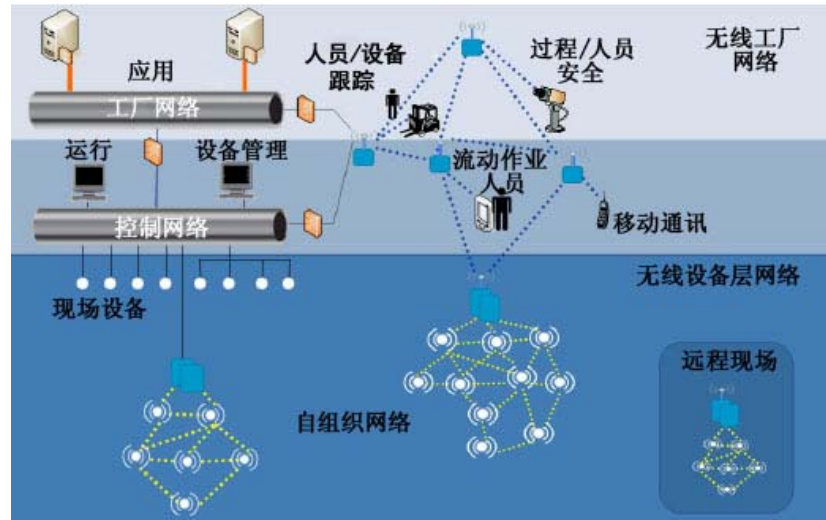 应用
工厂网络
运行
设备管理
控制网络
现场设备
人员/设备
跟踪
过程/人员
安全
无线工厂
网络
流动作业
人员
移动通讯
无线设备层网络
自组织网络
远程现场